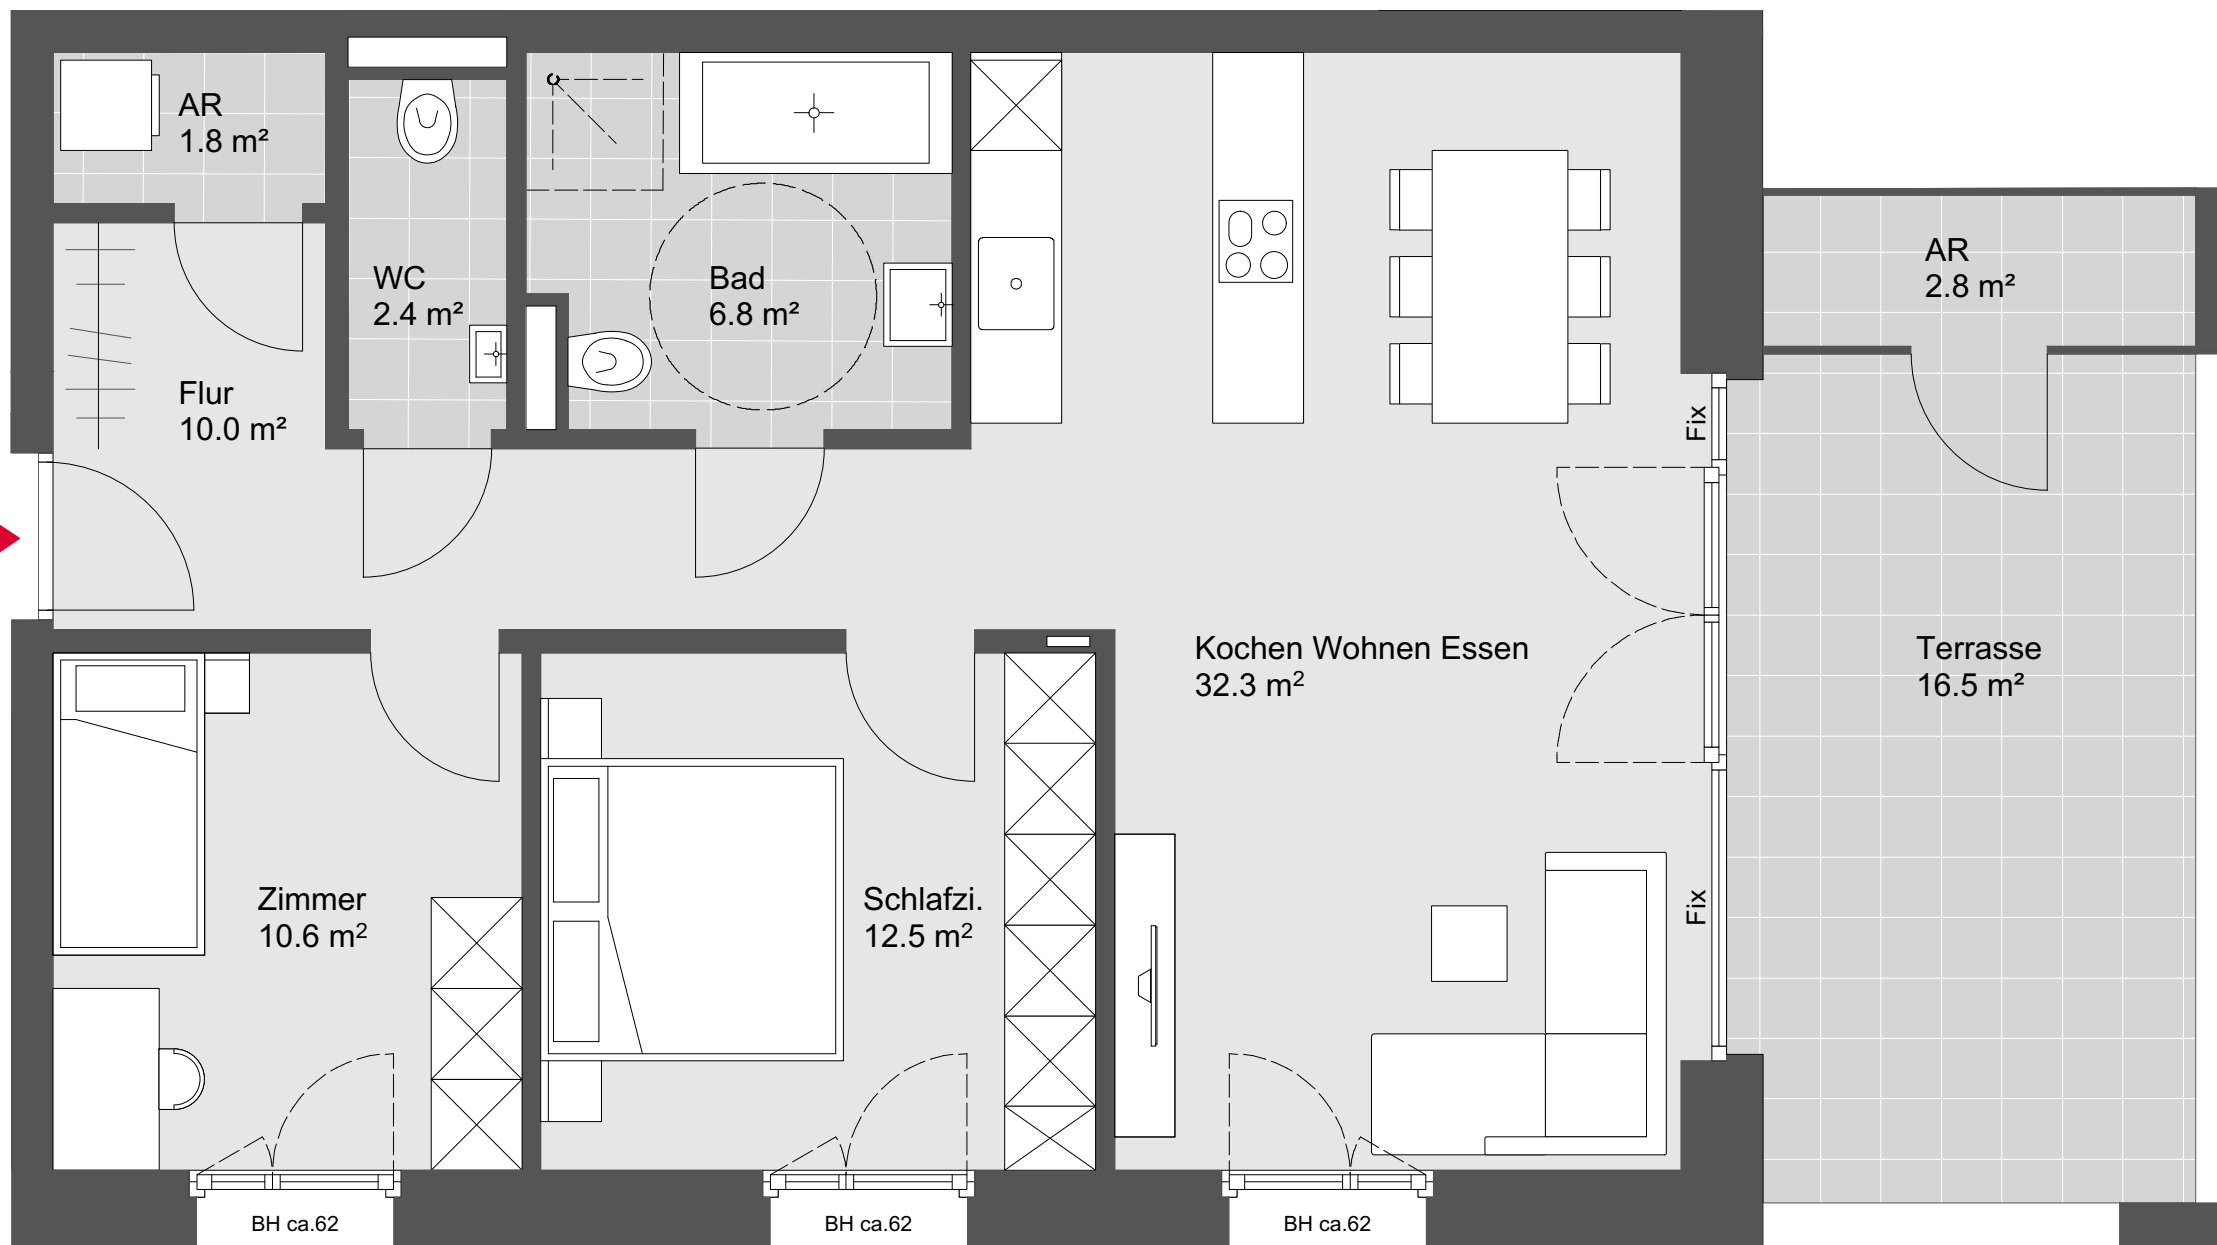 AR
1.8 m²
WC
2.4 m²
Bad
6.8 m²
AR
2.8 m²
Flur
10.0 m²
Fix
Kochen Wohnen Essen
32.3 m²
Terrasse
16.5 m²
Zimmer
10.6 m²
Schlafzi.
12.5 m²
Fix
BH ca.62
BH ca.62
BH ca.62